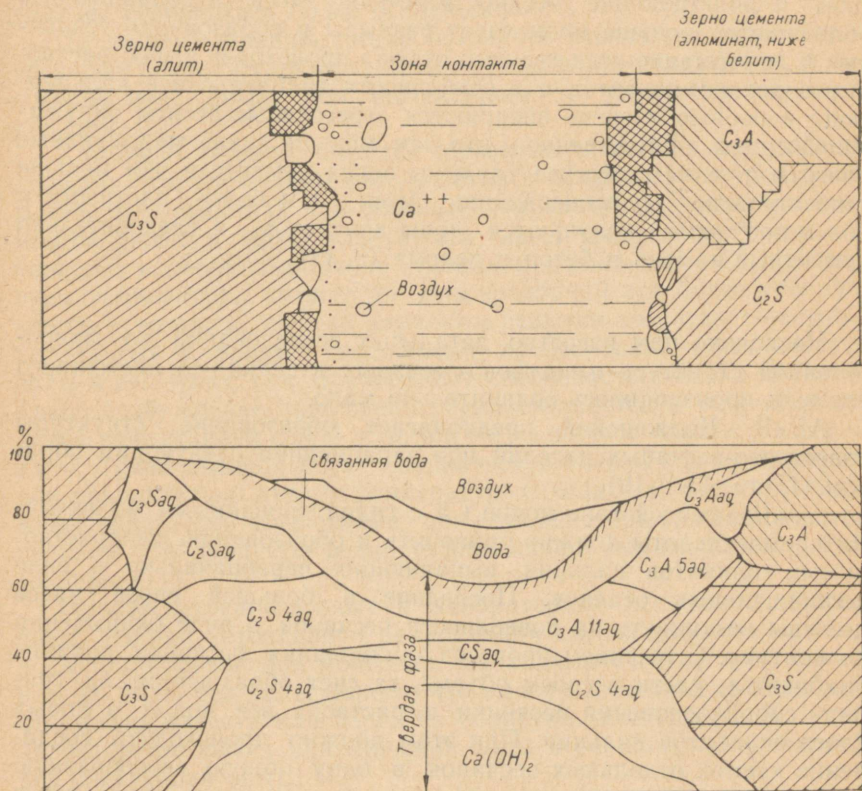 Зерно цемента
(алит)
Зона контакта
Зерно цемента
(алюминат, ниже
белит)
C₃S
Ca⁺⁺
Воздух
C₃A
C₂S
%
100
80
60
40
20
Связанная вода
Воздух
Вода
C₃Saq
C₂Saq
C₂S 4aq
C₃Aaq
C₃A
C₃A 5aq
C₃A 11aq
CSaq
C₃S
C₂S 4aq
Твердая фаза
C₂S 4aq
C₃S
Ca(OH)₂